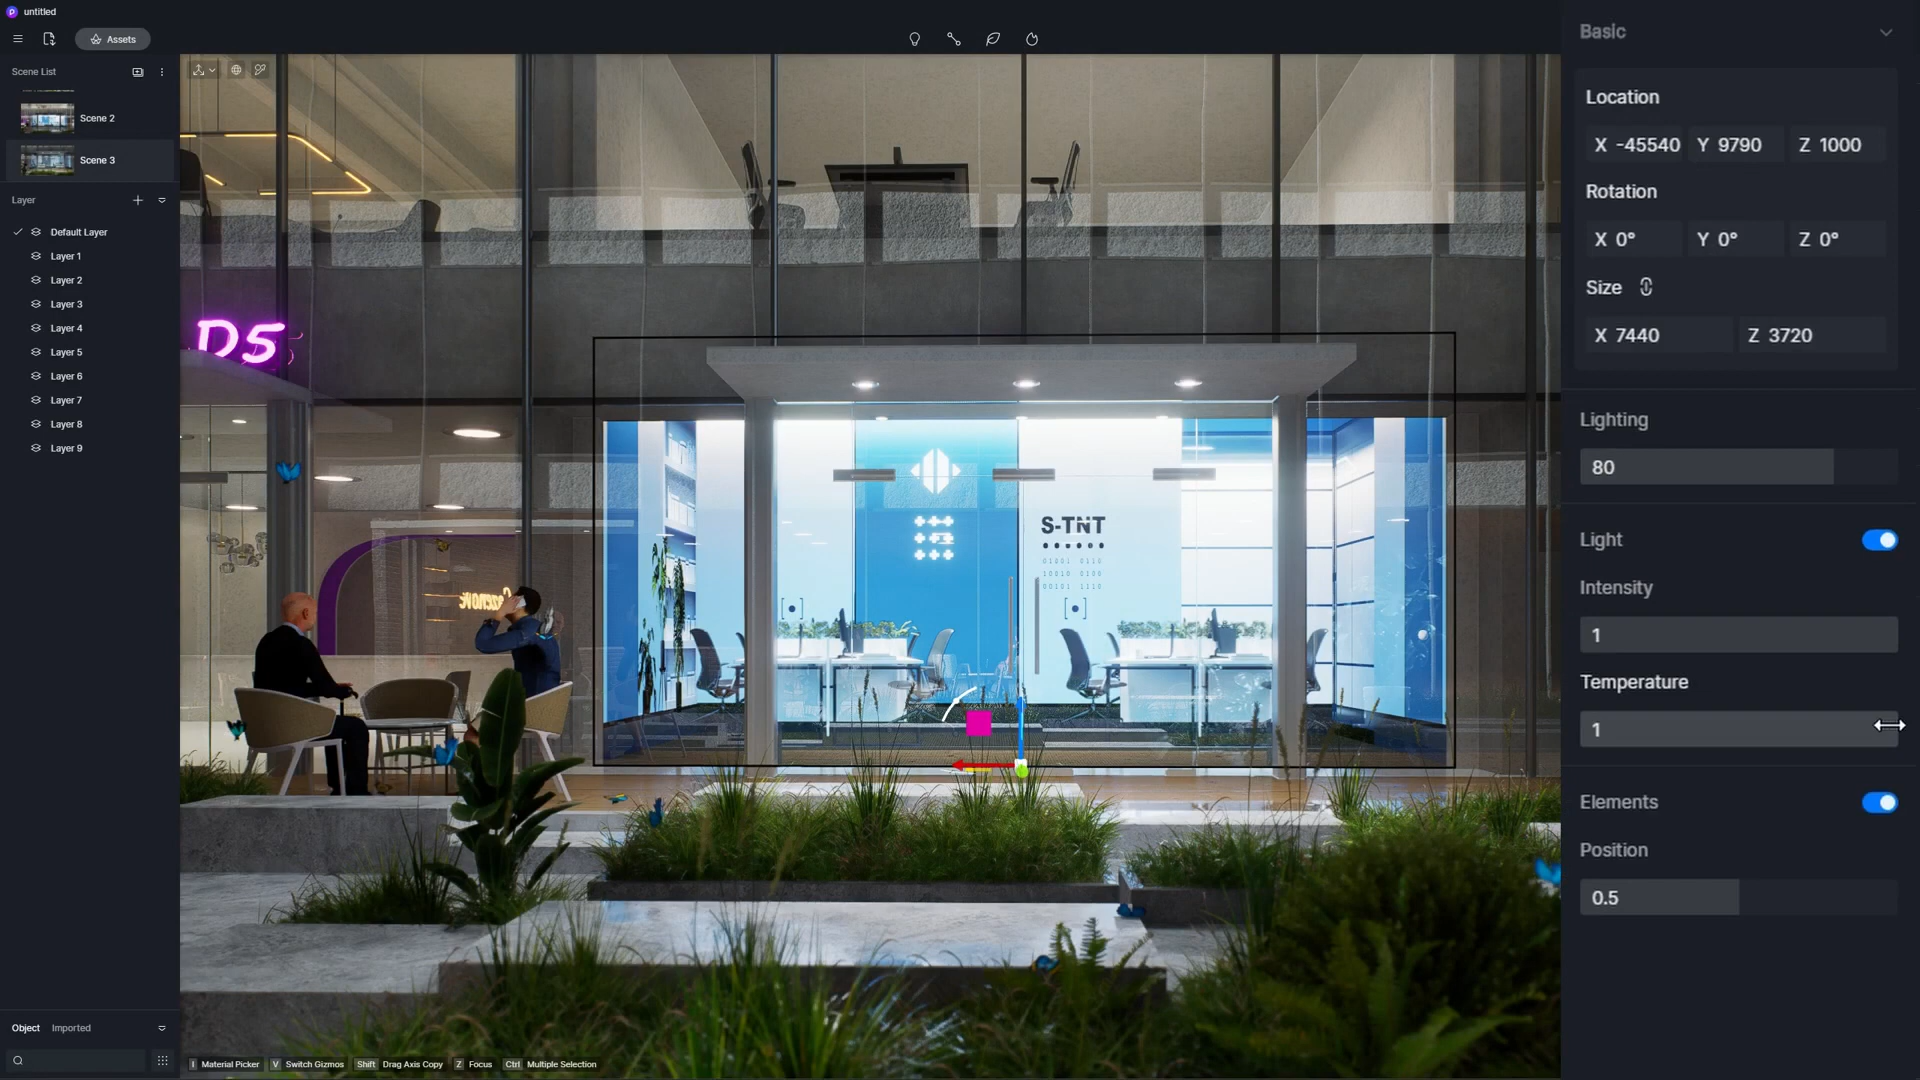 untitled
Assets
Scene List
Scene 2
Scene 3
Layer
Default Layer
Layer 1
Layer 2
Layer 3
Layer 4
Layer 5
Layer 6
Layer 7
Layer 8
Layer 9
Object Imported
D5
S-TNT
I Material Picker V Switch Gizmos Shift Drag Axis Copy Z Focus Ctrl Multiple Selection
Basic
Location
X -45540 Y 9790 Z 1000
Rotation
X 0° Y 0° Z 0°
Size
X 7440 Z 3720
Lighting
80
Light
Intensity
1
Temperature
1
Elements
Position
0.5